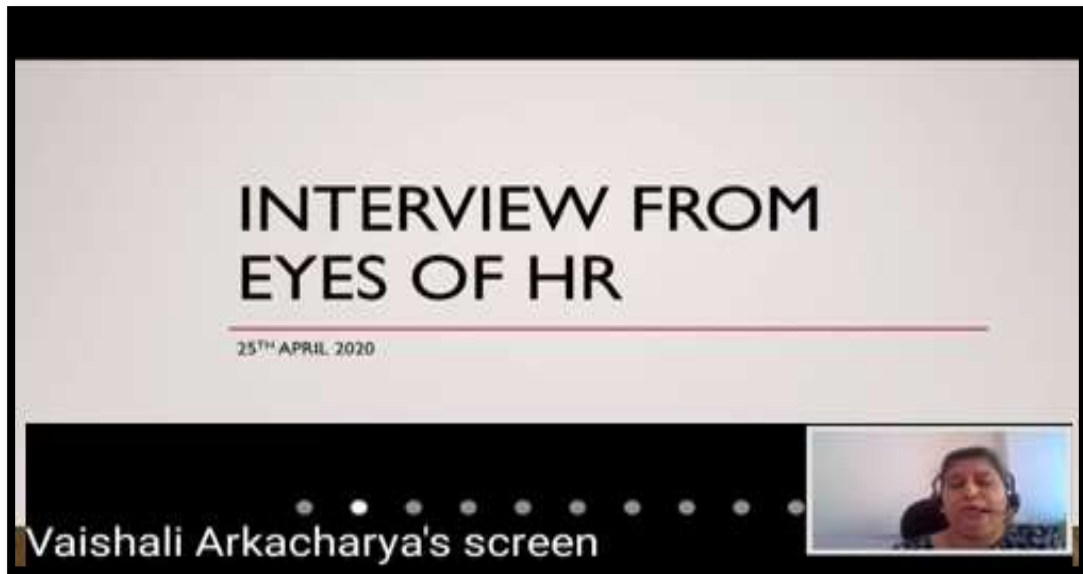 INTERVIEW FROM
EYES OF HR
25TH APRIL 2020
Vaishali Arkacharya's screen